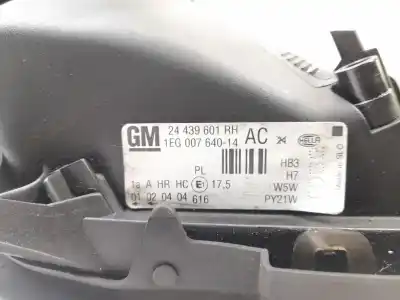 GM 24 439 601 RH AC HELLA
1EG 007 640-14
PL HB3
H7
1a A HR HC E1 17,5 W5W
01 02 04 04 616 PY21W